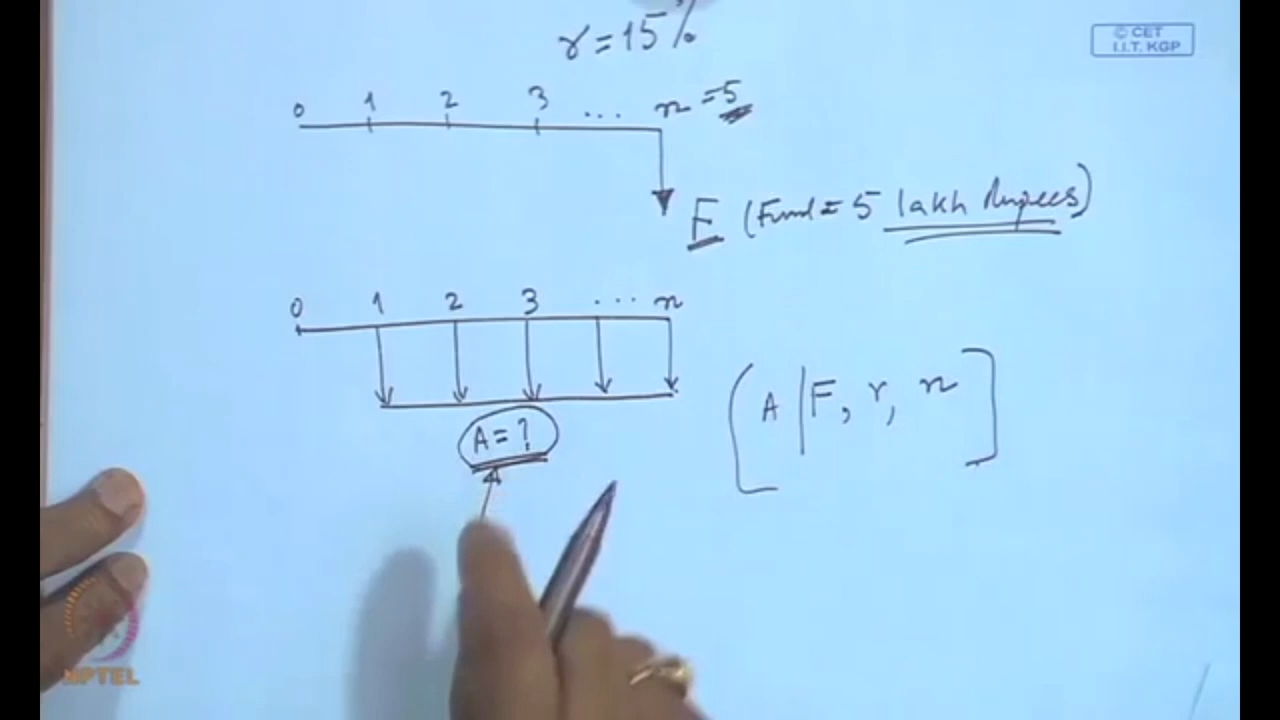 r = 15%
© CET
I.I.T. KGP
0 1 2 3 ... n = 5
F (Fund = 5 lakh Rupees)
0 1 2 3 ... n
A = ?
[A | F, r, n]
NPTEL